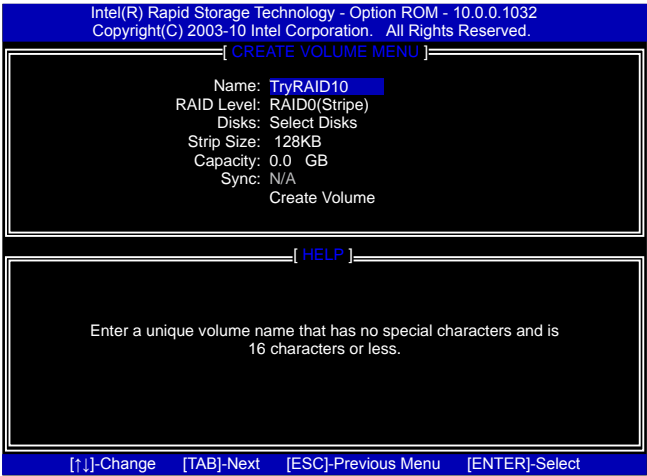 Intel(R) Rapid Storage Technology - Option ROM - 10.0.0.1032
Copyright(C) 2003-10 Intel Corporation. All Rights Reserved.
[ CREATE VOLUME MENU ]
Name: TryRAID10
RAID Level: RAID0(Stripe)
Disks: Select Disks
Strip Size: 128KB
Capacity: 0.0 GB
Sync: N/A
Create Volume
[ HELP ]
Enter a unique volume name that has no special characters and is
16 characters or less.
[↑↓]-Change [TAB]-Next [ESC]-Previous Menu [ENTER]-Select